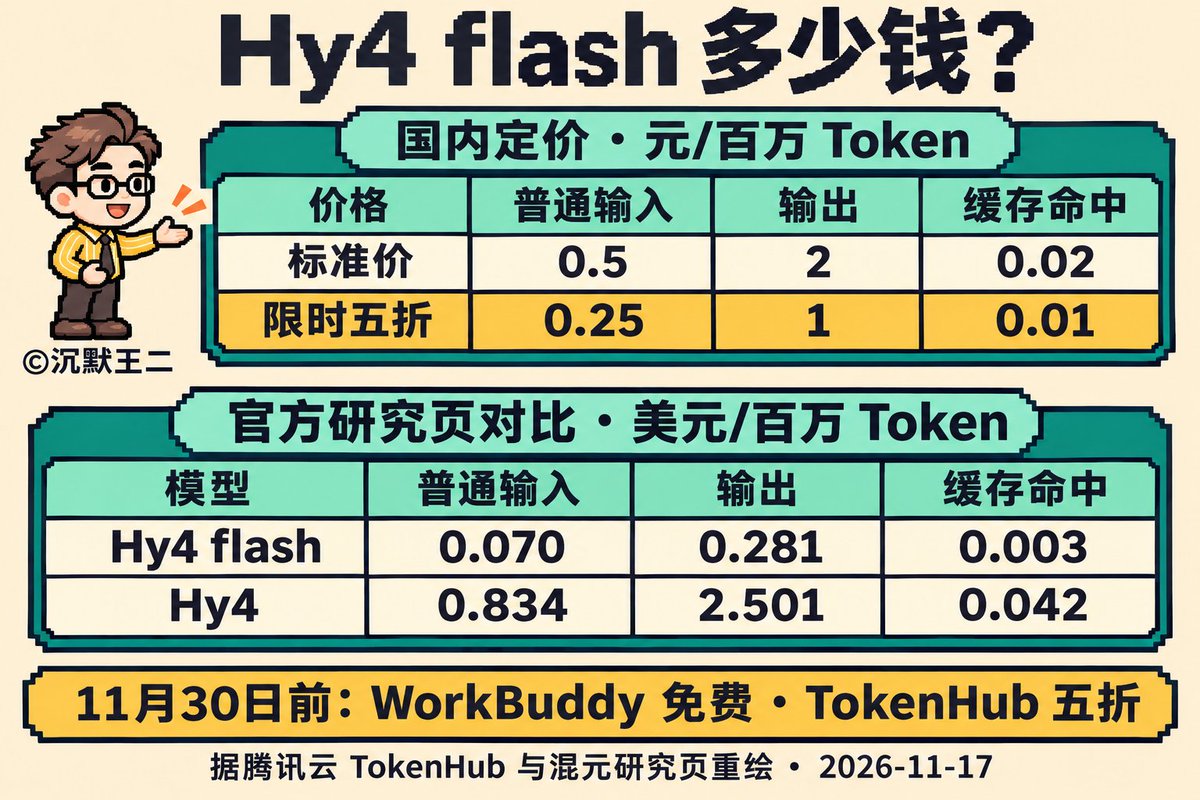 Hy4 flash 多少钱?
国内定价・元/百万 Token
价格 普通输入 输出 缓存命中
标准价 0.5 2 0.02
限时五折 0.25 1 0.01
©沉默王二
官方研究页对比・美元/百万 Token
模型 普通输入 输出 缓存命中
Hy4 flash 0.070 0.281 0.003
Hy4 0.834 2.501 0.042
11月30日前：WorkBuddy 免费・TokenHub 五折
据腾讯云 TokenHub 与混元研究页重绘・2026-11-17